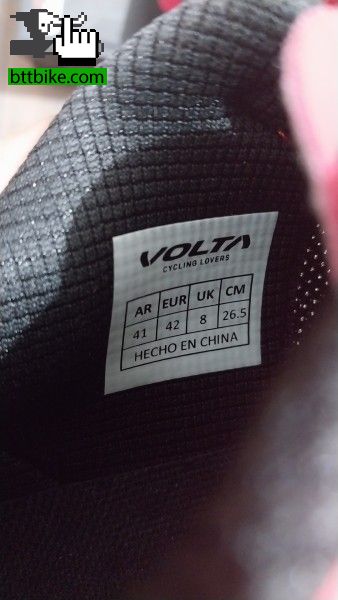 bttbike.com
VOLTA
CYCLING LOVERS
AR EUR UK CM
41 42 8 26.5
HECHO EN CHINA